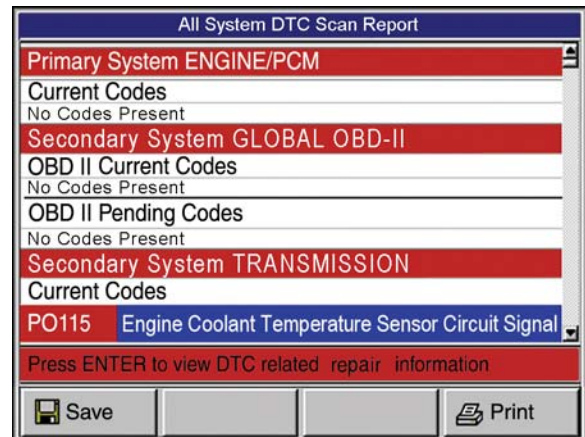 All System DTC Scan Report
Primary System ENGINE/PCM
Current Codes
No Codes Present
Secondary System GLOBAL OBD-II
OBD II Current Codes
No Codes Present
OBD II Pending Codes
No Codes Present
Secondary System TRANSMISSION
Current Codes
PO115 Engine Coolant Temperature Sensor Circuit Signal
Press ENTER to view DTC related repair information
Save Print